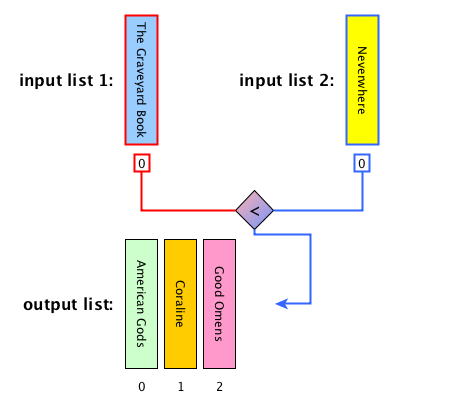 input list 1:
The Graveyard Book
input list 2:
Neverwhere
0
0
<
output list:
American Gods
Coraline
Good Omens
0
1
2